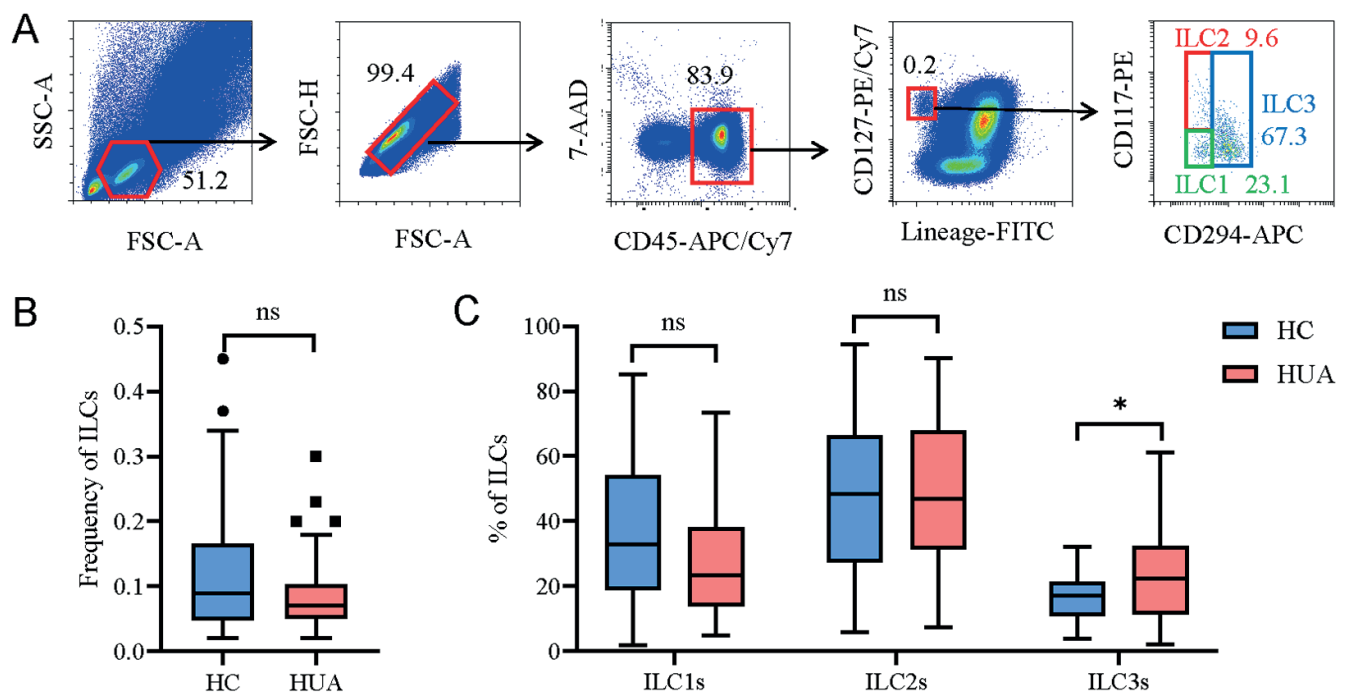 A
SSC-A
51.2
FSC-A
FSC-H
99.4
FSC-A
7-AAD
83.9
CD45-APC/Cy7
CD127-PE/Cy7
0.2
Lineage-FITC
CD117-PE
ILC2 9.6
ILC3
67.3
ILC1 23.1
CD294-APC
B
Frequency of ILCs
0.5
0.4
0.3
0.2
0.1
0.0
ns
HC
HUA
C
% of ILCs
100
80
60
40
20
0
ns
ns
*
ILC1s
ILC2s
ILC3s
HC
HUA